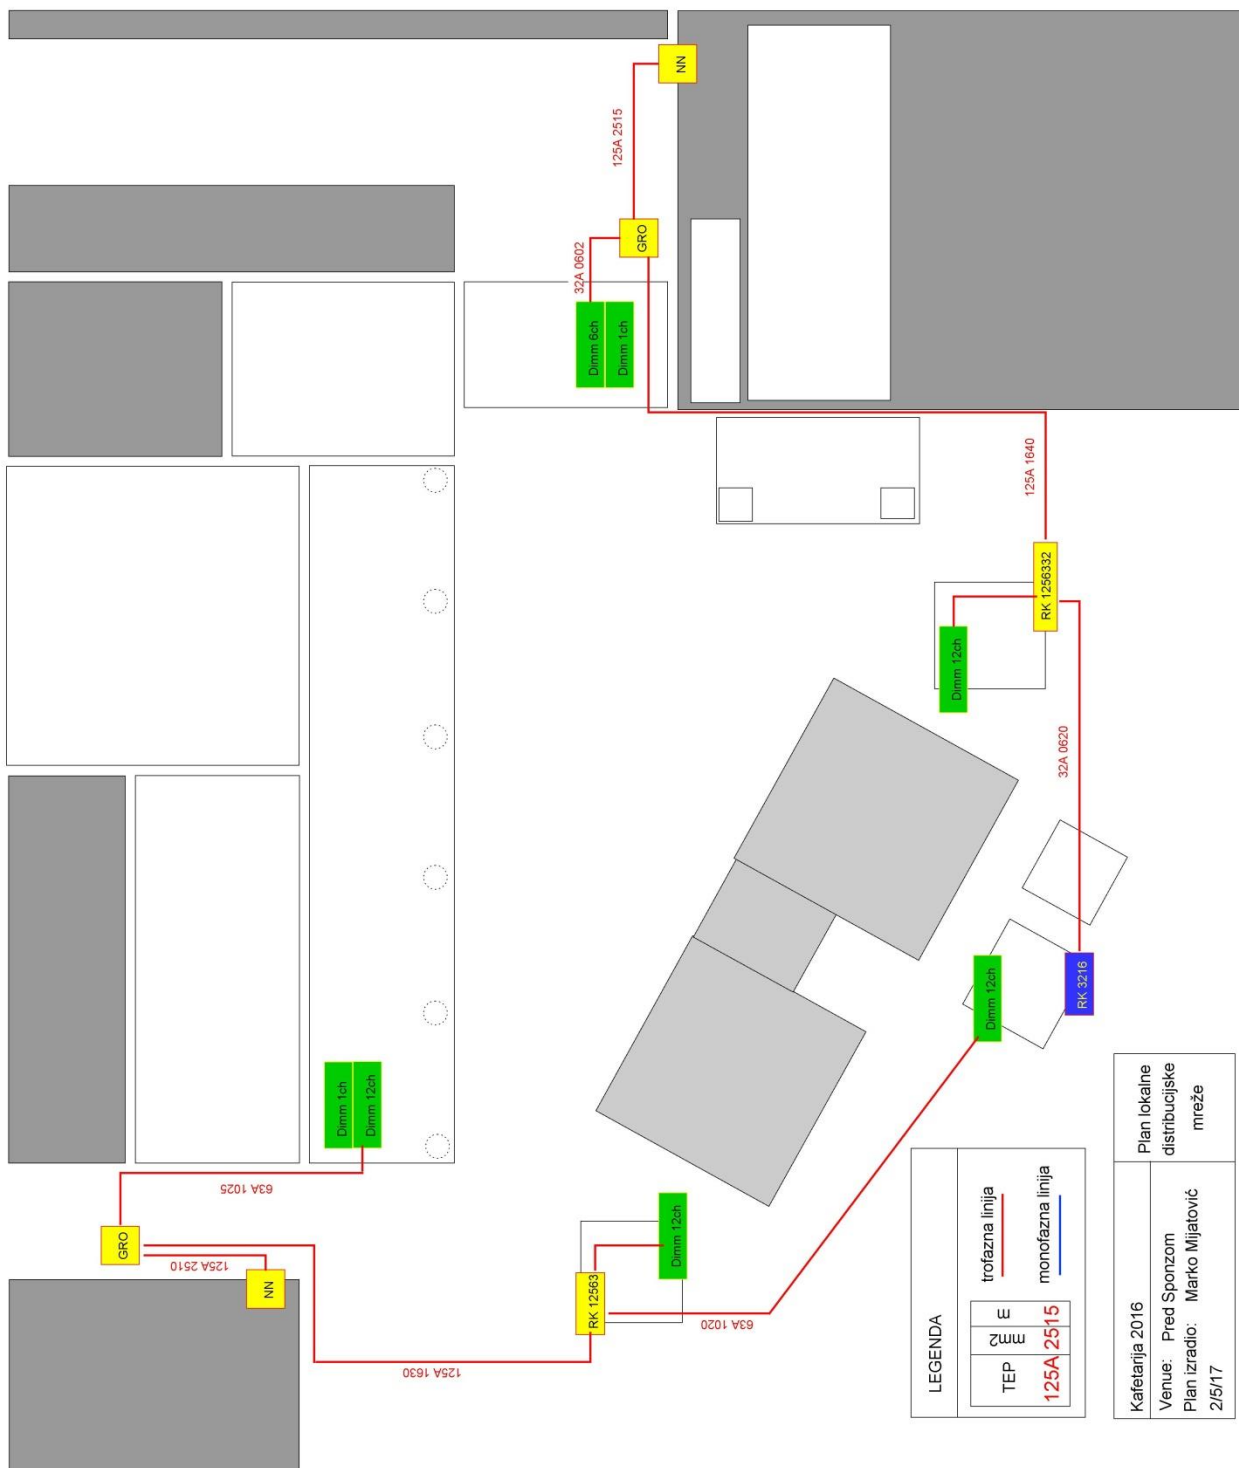 NN
125A 2515
GRO
32A 0602
Dimm 6ch
Dimm 1ch
125A 1640
RK 1256332
Dimm 12ch
32A 0620
RK 3216
Dimm 12ch
Dimm 1ch
Dimm 12ch
63A 1025
GRO
125A 2510
NN
125A 1630
RK 12563
Dimm 12ch
63A 1020
LEGENDA
TEP
mm2
m
125A 2515
trofazna linija
monofazna linija
Kafetarija 2016
Venue: Pred Sponzom
Plan izradio: Marko Mijatović
2/5/17
Plan lokalne
distribucijske
mreže